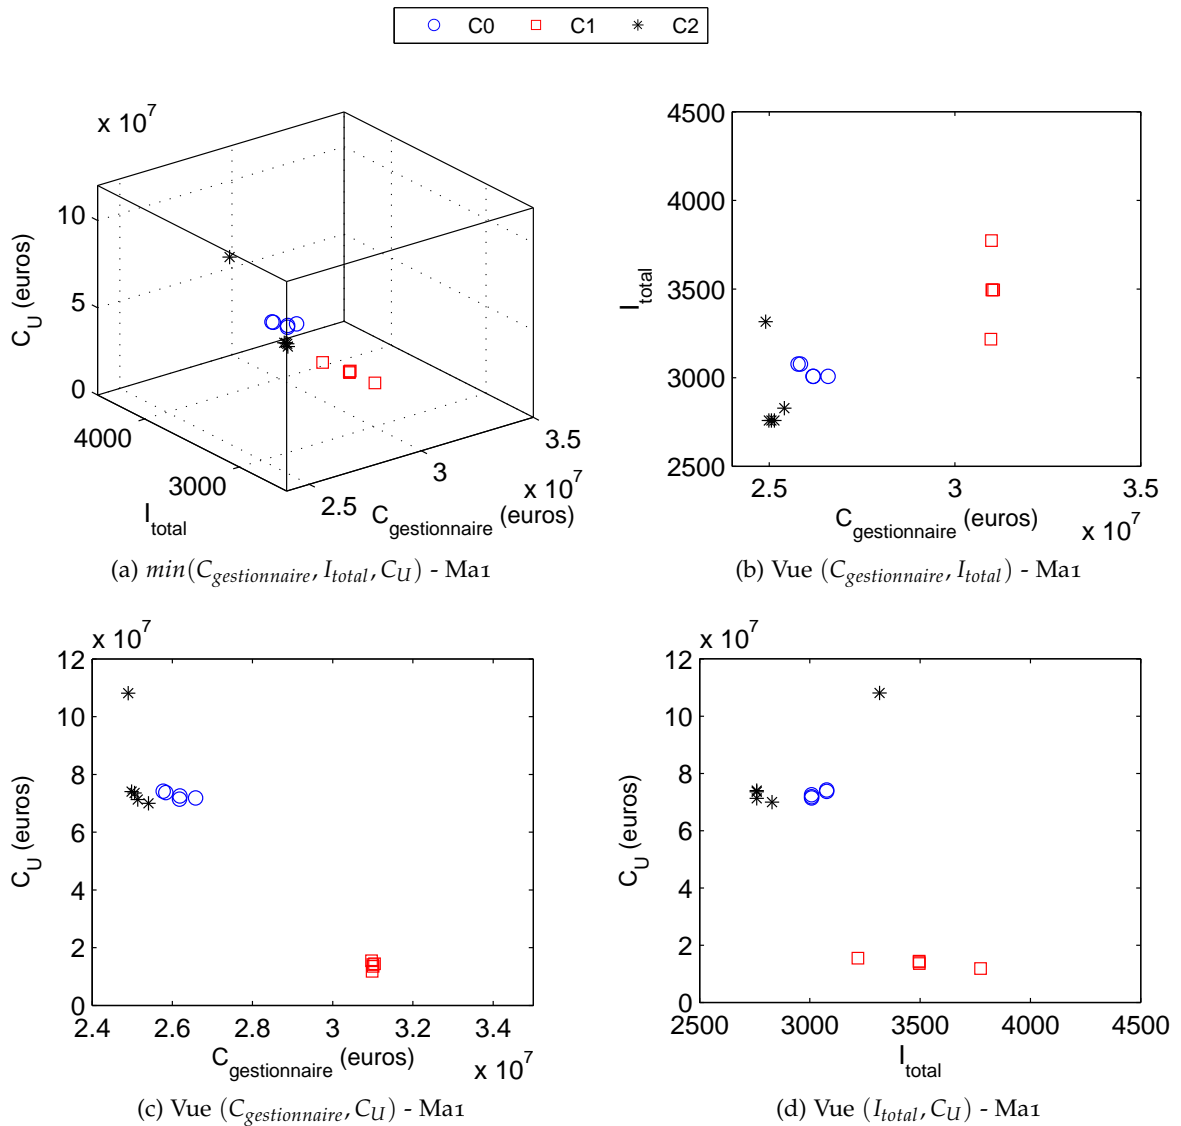 C0 C1 C2
x 10^7
10
5
0
C_U (euros)
4000
3000
I_total
2.5
3
3.5
x 10^7
C_gestionnaire (euros)
(a) min(C_gestionnaire, I_total, C_U) - Ma1
4500
4000
3500
3000
2500
I_total
2.5 3 3.5
C_gestionnaire (euros)
x 10^7
(b) Vue (C_gestionnaire, I_total) - Ma1
x 10^7
12
10
8
6
4
2
0
C_U (euros)
2.4 2.6 2.8 3 3.2 3.4
C_gestionnaire (euros)
x 10^7
(c) Vue (C_gestionnaire, C_U) - Ma1
x 10^7
12
10
8
6
4
2
0
C_U (euros)
2500 3000 3500 4000 4500
I_total
(d) Vue (I_total, C_U) - Ma1